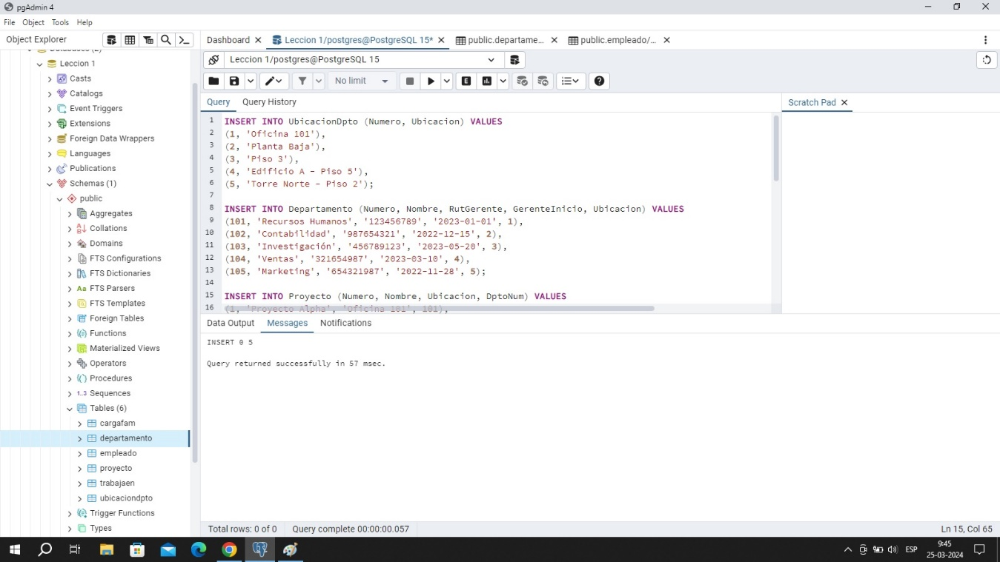 pgAdmin 4
File Object Tools Help
Object Explorer
Dashboard
Leccion 1/postgres@PostgreSQL 15*
public.departame...
public.empleado/...
Databases (2)
Leccion 1
Casts
Catalogs
Event Triggers
Extensions
Foreign Data Wrappers
Languages
Publications
Schemas (1)
public
Aggregates
Collations
Domains
FTS Configurations
FTS Dictionaries
Aa FTS Parsers
FTS Templates
Foreign Tables
Functions
Materialized Views
Operators
Procedures
1..3 Sequences
Tables (6)
cargafam
departamento
empleado
proyecto
trabajaen
ubicaciondpto
Trigger Functions
Types
Leccion 1/postgres@PostgreSQL 15
No limit
E
Query Query History
Scratch Pad
1 INSERT INTO UbicacionDpto (Numero, Ubicacion) VALUES
2 (1, 'Oficina 101'),
3 (2, 'Planta Baja'),
4 (3, 'Piso 3'),
5 (4, 'Edificio A - Piso 5'),
6 (5, 'Torre Norte - Piso 2');
7
8 INSERT INTO Departamento (Numero, Nombre, RutGerente, GerenteInicio, Ubicacion) VALUES
9 (101, 'Recursos Humanos', '123456789', '2023-01-01', 1),
10 (102, 'Contabilidad', '987654321', '2022-12-15', 2),
11 (103, 'Investigación', '456789123', '2023-05-20', 3),
12 (104, 'Ventas', '321654987', '2023-03-10', 4),
13 (105, 'Marketing', '654321987', '2022-11-28', 5);
14
15 INSERT INTO Proyecto (Numero, Nombre, Ubicacion, DptoNum) VALUES
16 (1, 'Proyecto Alpha', 'Oficina 101', 101),
Data Output Messages Notifications
INSERT 0 5
Query returned successfully in 57 msec.
Total rows: 0 of 0 Query complete 00:00:00.057
Ln 15, Col 65
ESP
9:45
25-03-2024